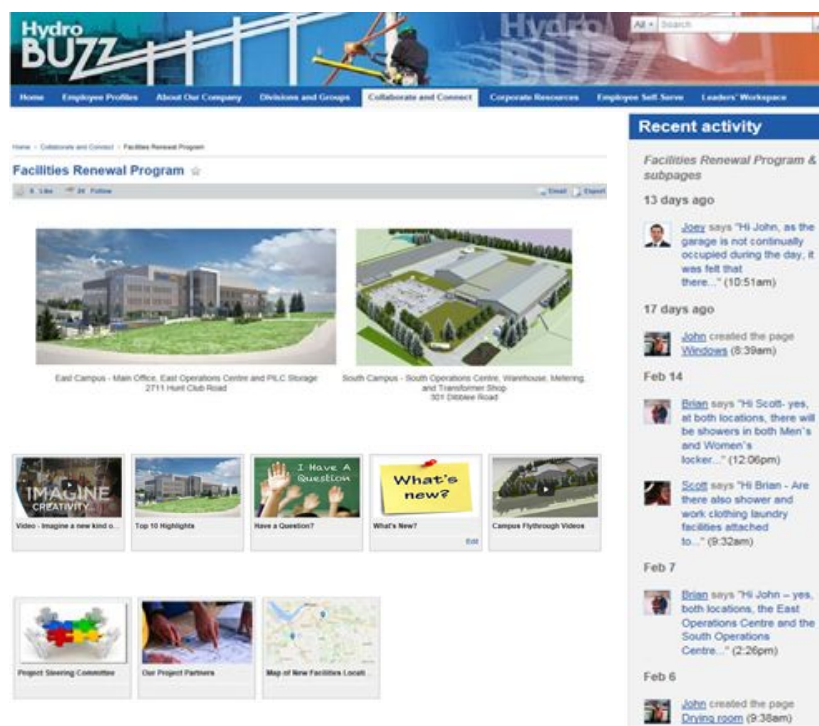 Hydro
BUZZ
Hydro
BUZZ
All
Search
Home Employee Profiles About Our Company Divisions and Groups Collaborate and Connect Corporate Resources Employee Self Serve Leaders' Workspace
Home Collaborate and Connect Facilities Renewal Program
Facilities Renewal Program
Like Follow
Email Export
East Campus - Main Office, East Operations Centre and PILC Storage
2711 Hunt Club Road
South Campus - South Operations Centre, Warehouse, Metering,
and Transformer Shop
301 Dibblee Road
IMAGINE
CREATIVITY
Video - Imagine a new kind o...
Top 10 Highlights
I Have A
Question
Have a Question?
What's
new?
What's New?
Edit
Campus Flythrough Videos
Project Steering Committee
Our Project Partners
Map of New Facilities Locati...
Recent activity
Facilities Renewal Program &
subpages
13 days ago
Joey says "Hi John, as the
garage is not continually
occupied during the day, it
was felt that
there..." (10:51am)
17 days ago
John created the page
Windows (8:39am)
Feb 14
Brian says "Hi Scott- yes,
at both locations, there will
be showers in both Men's
and Women's
locker..." (12:06pm)
Scott says "Hi Brian - Are
there also shower and
work clothing laundry
facilities attached
to..." (9:32am)
Feb 7
Brian says "Hi John – yes,
both locations, the East
Operations Centre and the
South Operations
Centre..." (2:26pm)
Feb 6
John created the page
Drying room (9:38am)